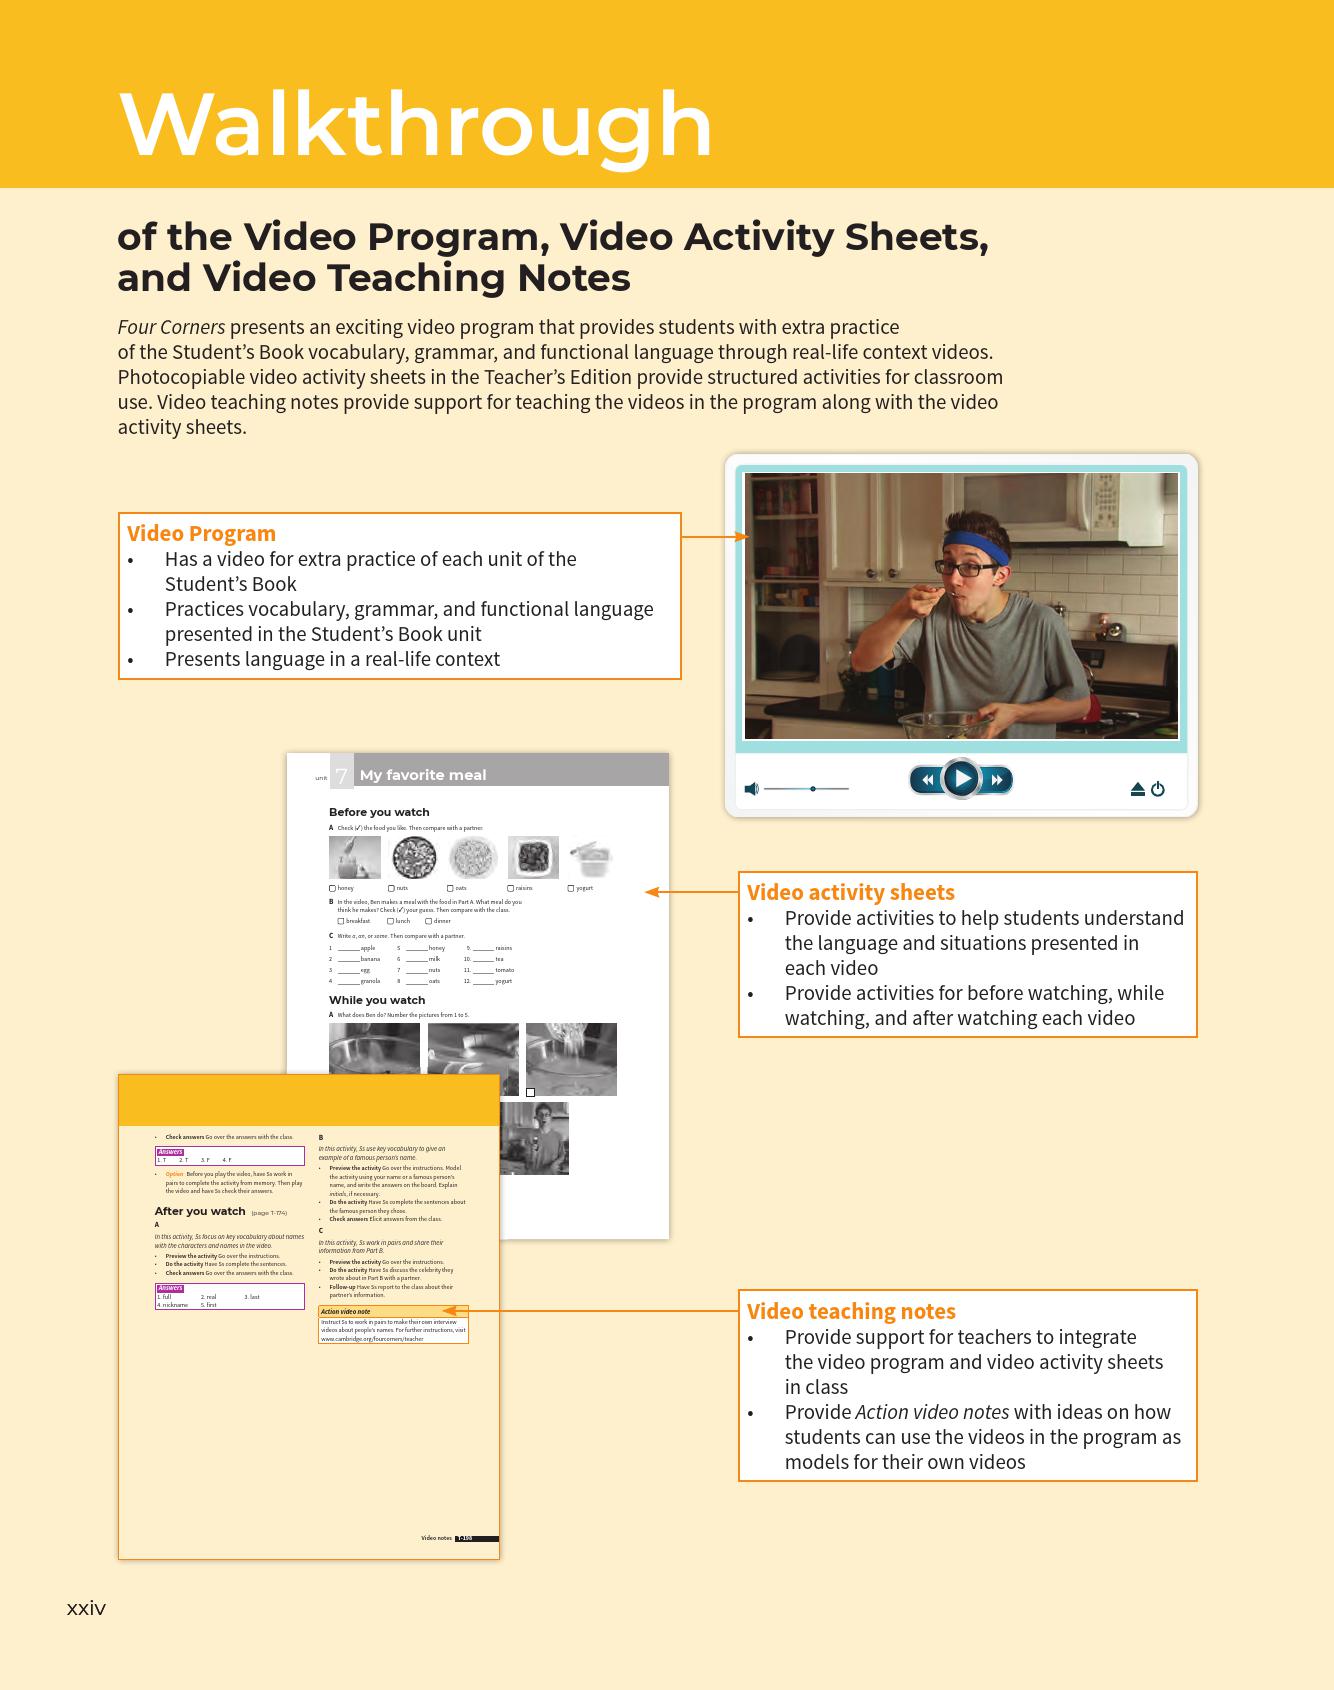 Walkthrough
of the Video Program, Video Activity Sheets,
and Video Teaching Notes
Four Corners presents an exciting video program that provides students with extra practice
of the Student’s Book vocabulary, grammar, and functional language through real-life context videos.
Photocopiable video activity sheets in the Teacher’s Edition provide structured activities for classroom
use. Video teaching notes provide support for teaching the videos in the program along with the video
activity sheets.
Video Program
• Has a video for extra practice of each unit of the
Student’s Book
• Practices vocabulary, grammar, and functional language
presented in the Student’s Book unit
• Presents language in a real-life context
unit 7 My favorite meal
Before you watch
A Check (✓) the food you like. Then compare with a partner.
honey nuts oats raisins yogurt
B In the video, Ben makes a meal with the food in Part A. What meal do you
think he makes? Check (✓) your guess. Then compare with the class.
breakfast lunch dinner
C Write a, an, or some. Then compare with a partner.
1 ______ apple 5 ______ honey 9. ______ raisins
2 ______ banana 6 ______ milk 10. ______ tea
3 ______ egg 7 ______ nuts 11. ______ tomato
4 ______ granola 8 ______ oats 12. ______ yogurt
While you watch
A What does Ben do? Number the pictures from 1 to 5.
Video activity sheets
• Provide activities to help students understand
the language and situations presented in
each video
• Provide activities for before watching, while
watching, and after watching each video
• Check answers Go over the answers with the class.
Answers
1. T 2. T 3. F 4. F
• Option Before you play the video, have Ss work in
pairs to complete the activity from memory. Then play
the video and have Ss check their answers.
After you watch (page T-174)
A
In this activity, Ss focus on key vocabulary about names
with the characters and names in the video.
• Preview the activity Go over the instructions.
• Do the activity Have Ss complete the sentences.
• Check answers Go over the answers with the class.
Answers
1. full 2. real 3. last
4. nickname 5. first
B
In this activity, Ss use key vocabulary to give an
example of a famous person’s name.
• Preview the activity Go over the instructions. Model
the activity using your name or a famous person’s
name, and write the answers on the board. Explain
initials, if necessary.
• Do the activity Have Ss complete the sentences about
the famous person they chose.
• Check answers Elicit answers from the class.
C
In this activity, Ss work in pairs and share their
information from Part B.
• Preview the activity Go over the instructions.
• Do the activity Have Ss discuss the celebrity they
wrote about in Part B with a partner.
• Follow-up Have Ss report to the class about their
partner’s information.
Action video note
Instruct Ss to work in pairs to make their own interview
videos about people’s names. For further instructions, visit
www.cambridge.org/fourcorners/teacher
Video notes
Video teaching notes
• Provide support for teachers to integrate
the video program and video activity sheets
in class
• Provide Action video notes with ideas on how
students can use the videos in the program as
models for their own videos
xxiv